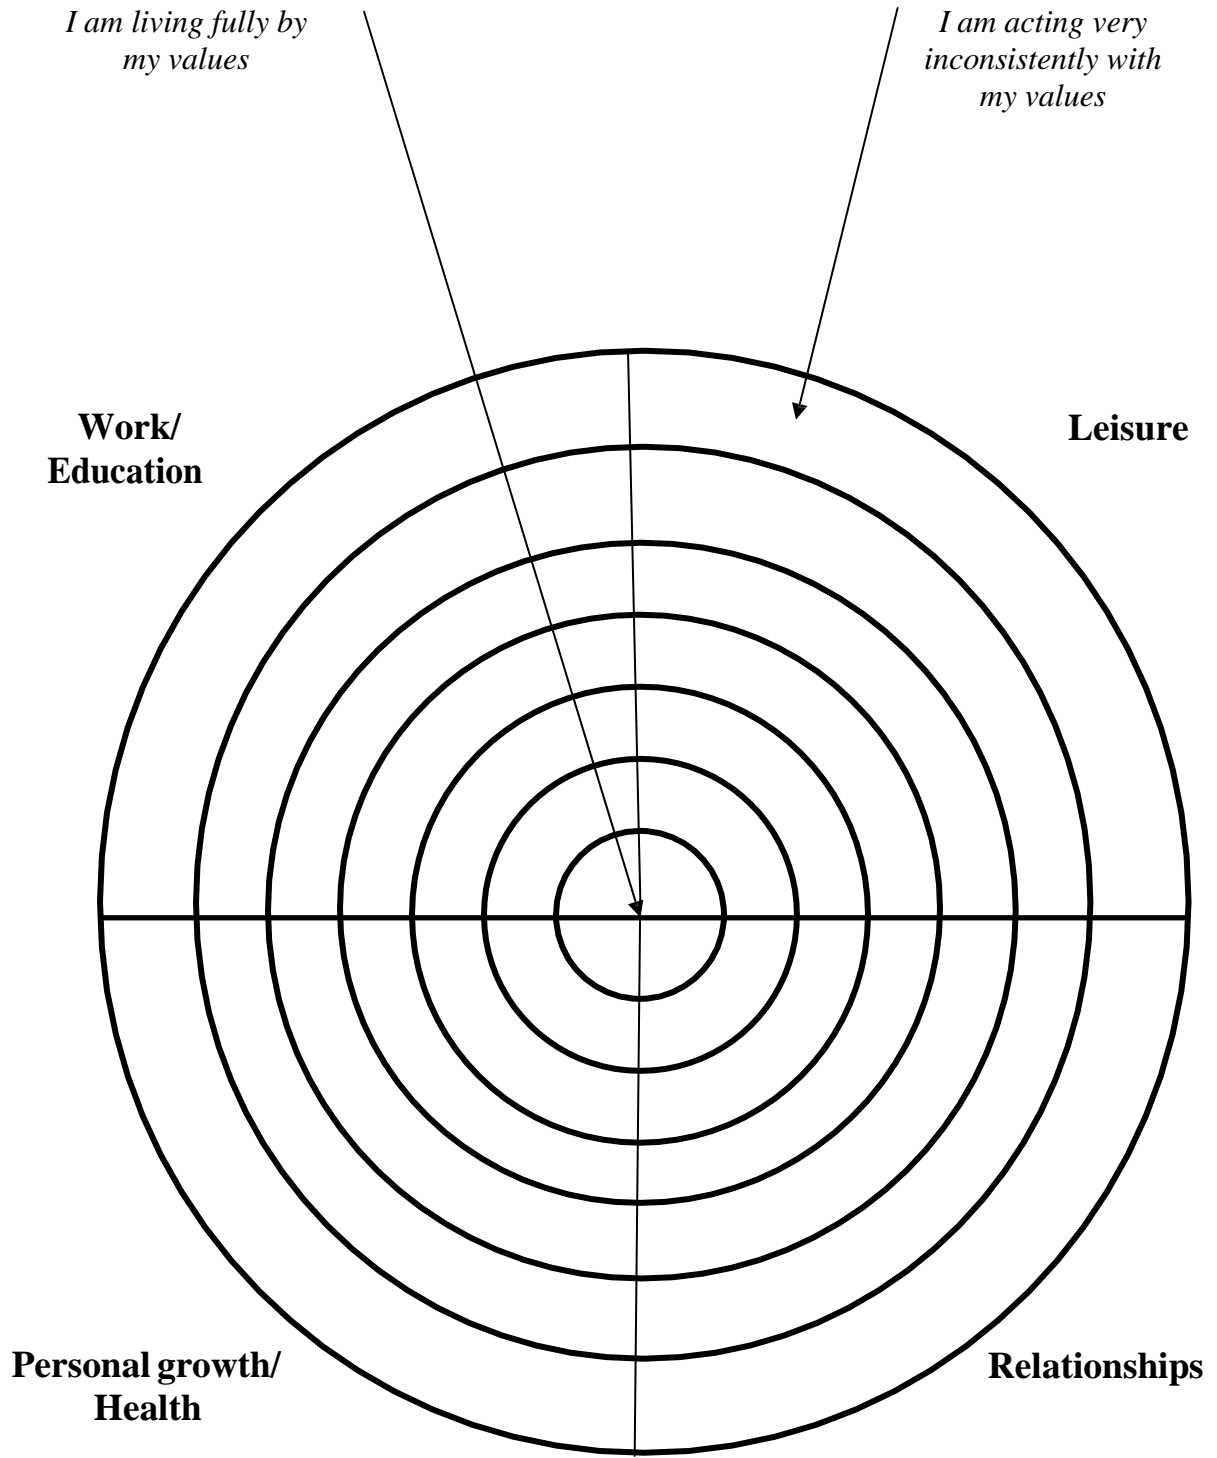 I am living fully by
my values
I am acting very
inconsistently with
my values
Work/
Education
Leisure
Personal growth/
Health
Relationships